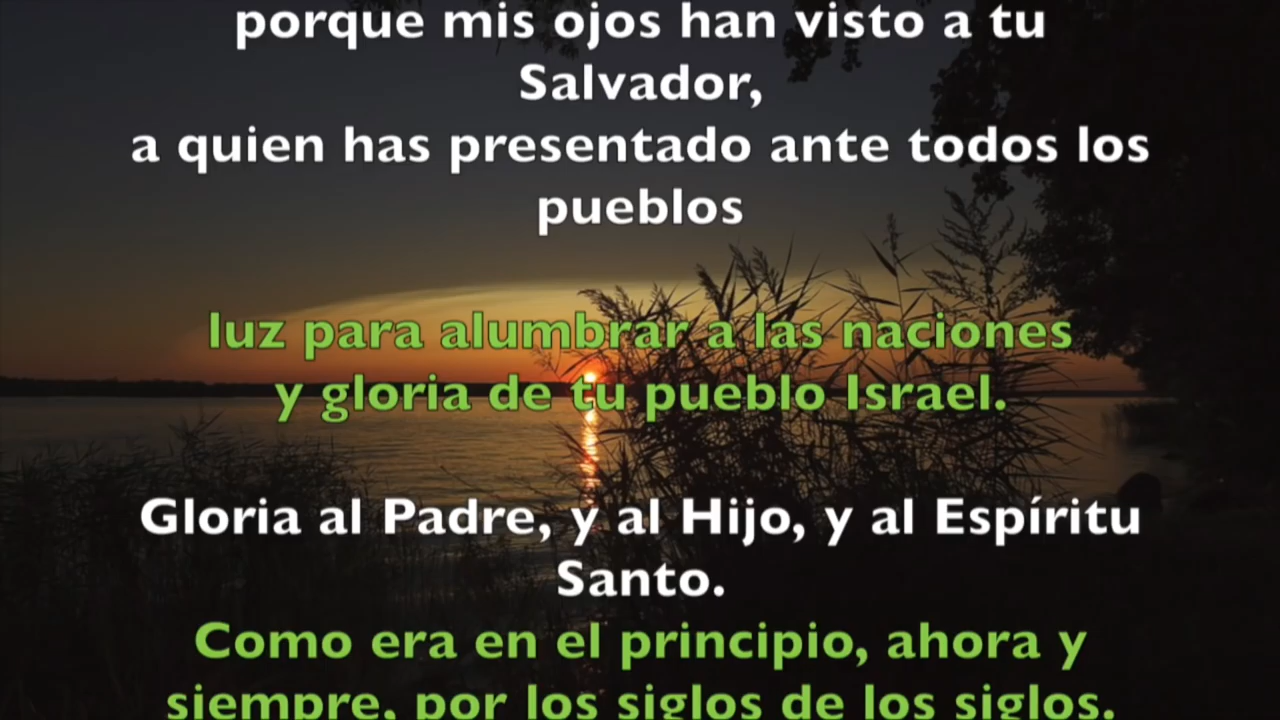 porque mis ojos han visto a tu
Salvador,
a quien has presentado ante todos los
pueblos
luz para alumbrar a las naciones
y gloria de tu pueblo Israel.
Gloria al Padre, y al Hijo, y al Espíritu
Santo.
Como era en el principio, ahora y
siempre, por los siglos de los siglos.